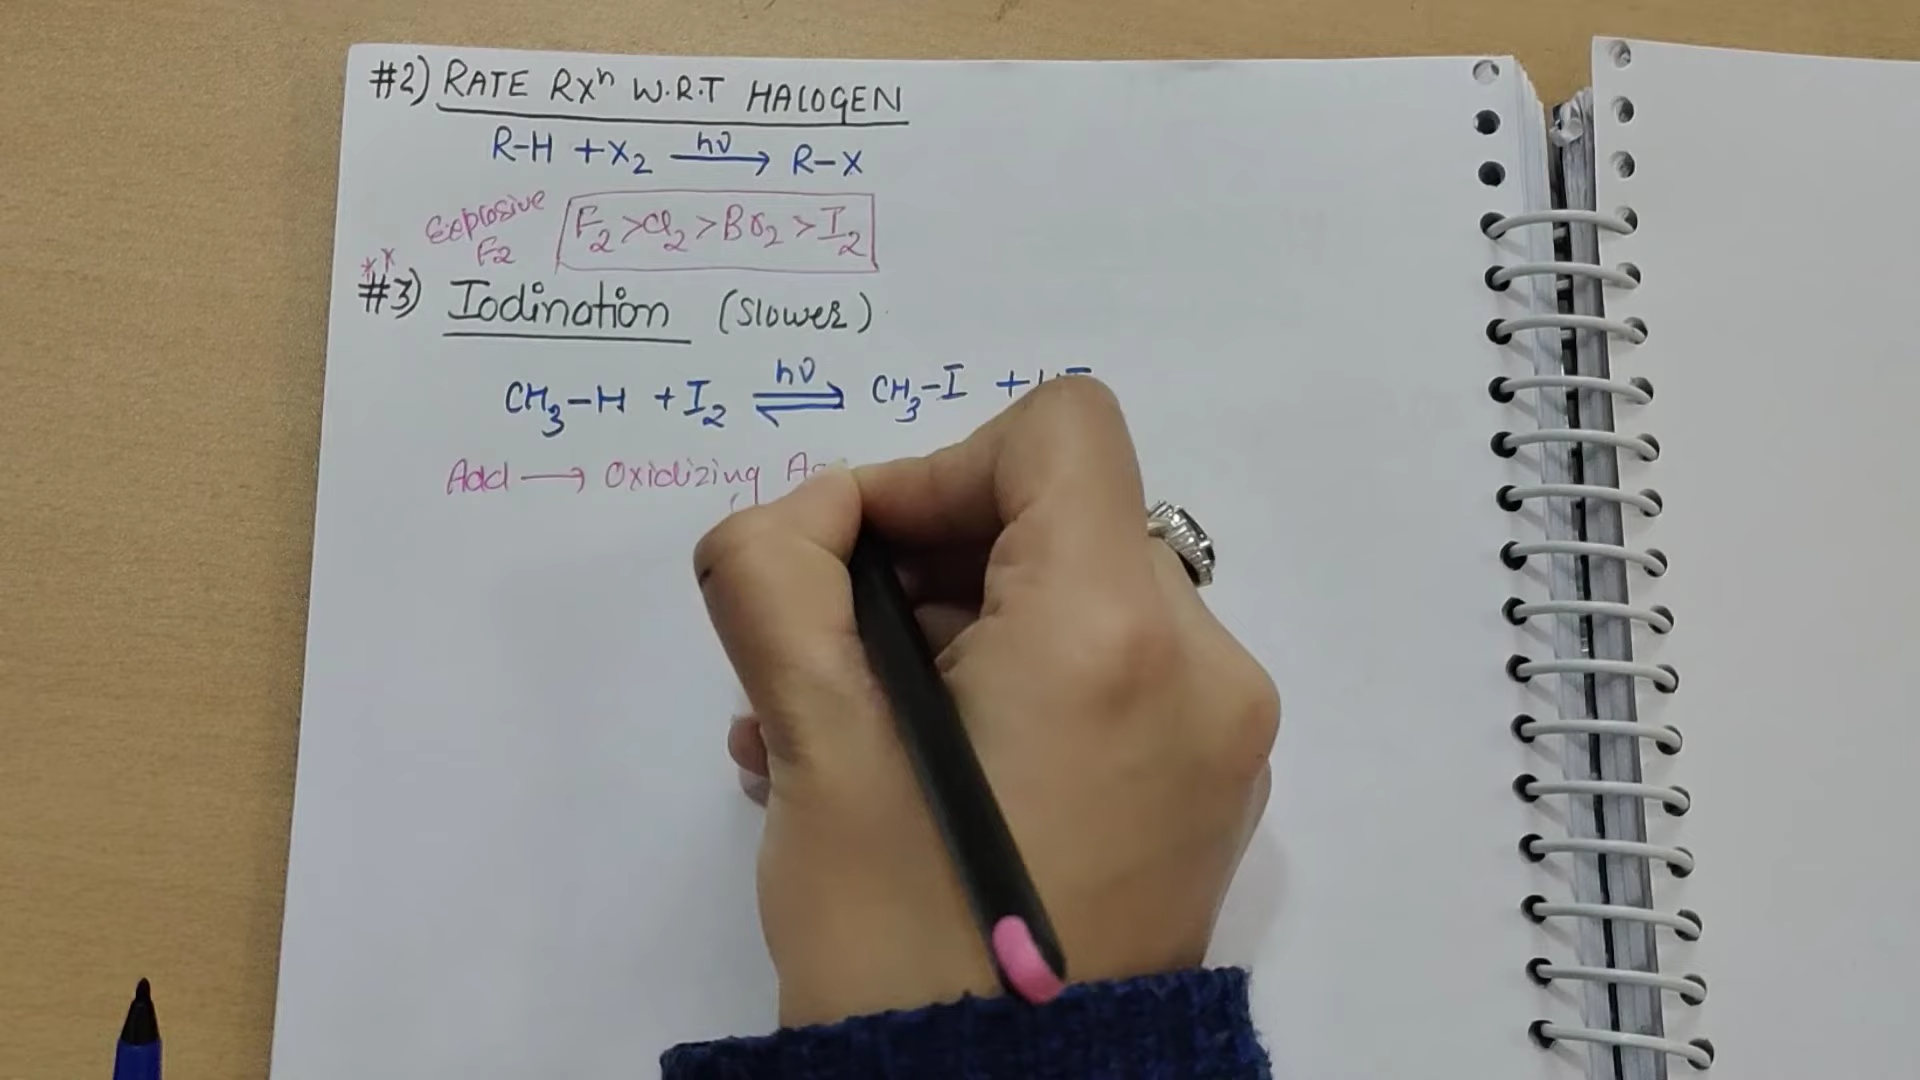 #2) RATE RXⁿ W.R.T HALOGEN
R-H + X₂ —hν→ R-X
Explosive F₂
F₂ > Cl₂ > Br₂ > I₂
**
#3) Iodination (Slower)
CH₃-H + I₂ ⇌ hν CH₃-I +
Add → Oxidizing